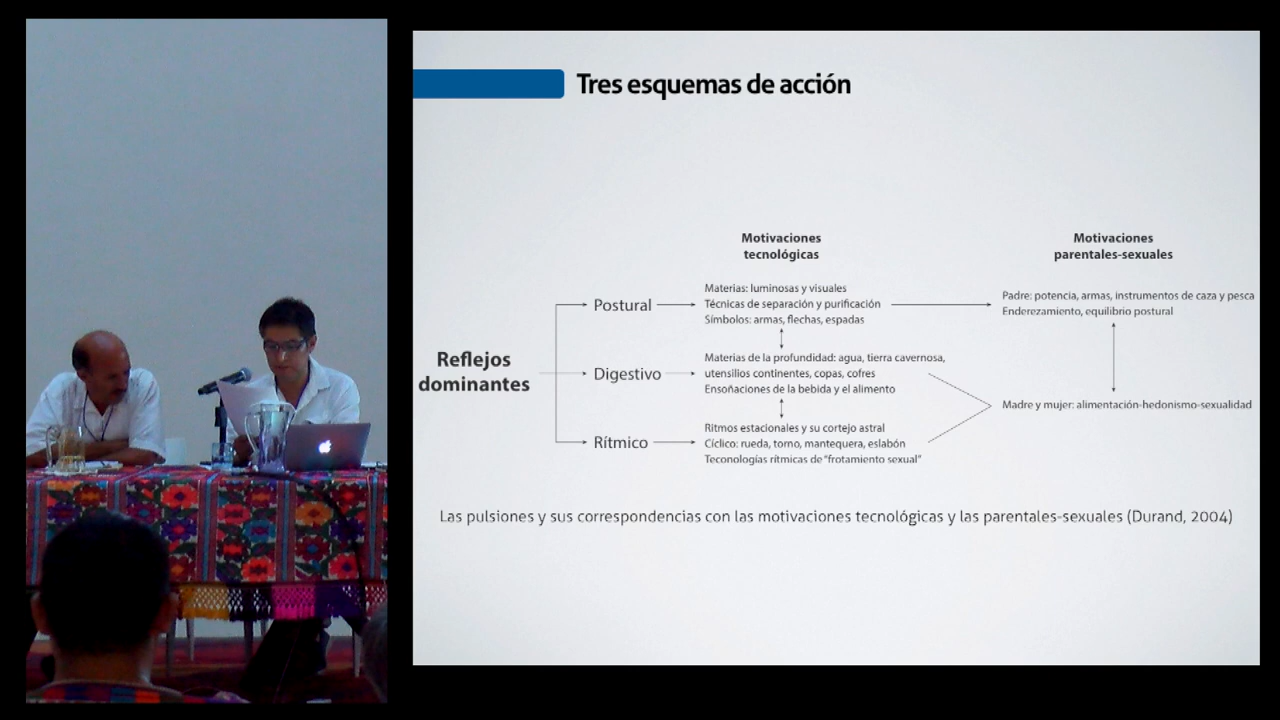 Tres esquemas de acción
Motivaciones
tecnológicas
Motivaciones
parentales-sexuales
Reflejos
dominantes
Postural
Materias: luminosas y visuales
Técnicas de separación y purificación
Símbolos: armas, flechas, espadas
Padre: potencia, armas, instrumentos de caza y pesca
Enderezamiento, equilibrio postural
Digestivo
Materias de la profundidad: agua, tierra cavernosa,
utensilios continentes, copas, cofres
Ensoñaciones de la bebida y el alimento
Madre y mujer: alimentación-hedonismo-sexualidad
Rítmico
Ritmos estacionales y su cortejo astral
Cíclico: rueda, torno, mantequera, eslabón
Teconologías rítmicas de "frotamiento sexual"
Las pulsiones y sus correspondencias con las motivaciones tecnológicas y las parentales-sexuales (Durand, 2004)